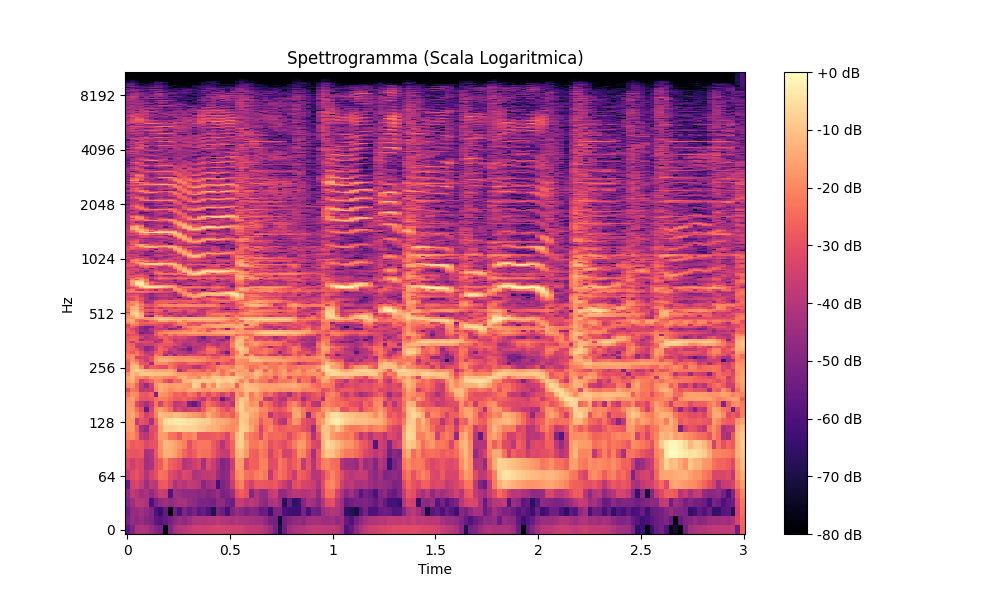 Spettrogramma (Scala Logaritmica)
8192
4096
2048
1024
512
256
128
64
0
Hz
0
0.5
1
1.5
2
2.5
3
Time
+0 dB
-10 dB
-20 dB
-30 dB
-40 dB
-50 dB
-60 dB
-70 dB
-80 dB